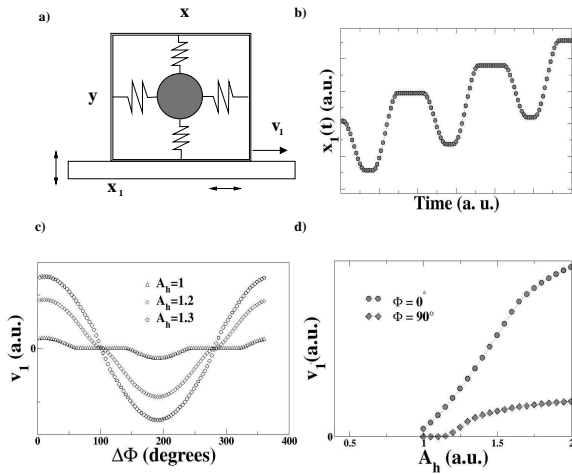 a)
x
y
v1
x1
b)
x1(t) (a.u.)
Time (a. u.)
c)
v1 (a.u.)
0
Ah=1
Ah=1.2
Ah=1.3
0 100 200 300 400
ΔΦ (degrees)
d)
v1(a.u.)
0
Φ = 0°
Φ = 90°
0.5 1 1.5 2
Ah (a.u.)